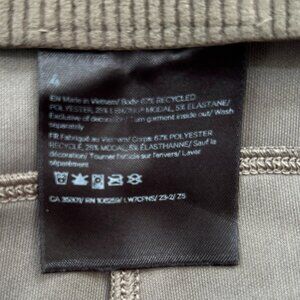 4
EN Made in Vietnam/ Body: 67% RECYCLED
POLYESTER, 28% MODAL, 5% ELASTANE/
Exclusive of decoration/ Turn garment inside out/ Wash
separately
FR Fabriqué au Vietnam/ Corps: 67% POLYESTER
RECYCLÉ, 28% MODAL, 5% ÉLASTHANNE/ Sauf la
décoration/ Tourner l'article sur l'envers/ Laver
séparément
CA 35801/ RN 106259/ LW7CPNS/ 23-2/ Z5